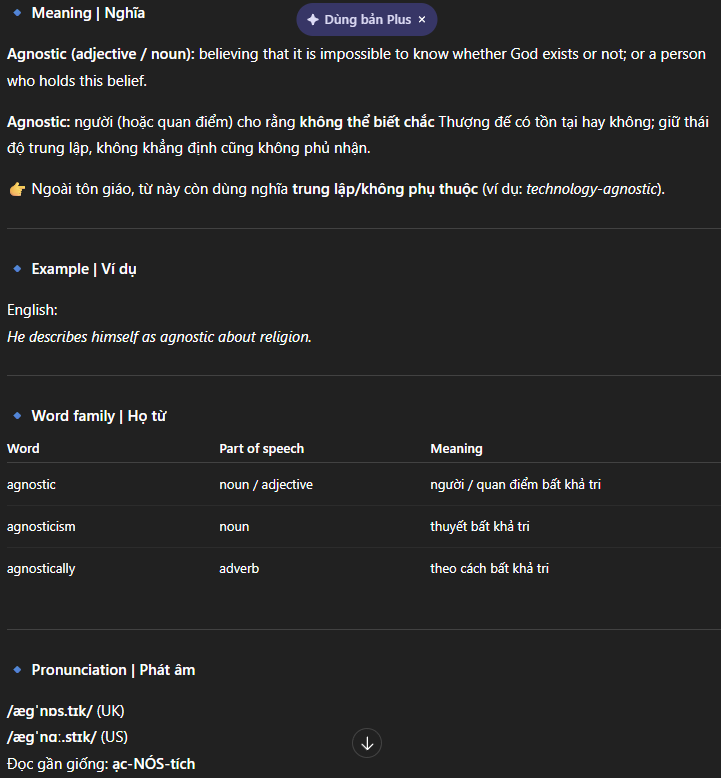 Meaning | Nghĩa
Dùng bản Plus ×
Agnostic (adjective / noun): believing that it is impossible to know whether God exists or not; or a person
who holds this belief.
Agnostic: người (hoặc quan điểm) cho rằng không thể biết chắc Thượng đế có tồn tại hay không; giữ thái
độ trung lập, không khẳng định cũng không phủ nhận.
👉 Ngoài tôn giáo, từ này còn dùng nghĩa trung lập/không phụ thuộc (ví dụ: technology-agnostic).
Example | Ví dụ
English:
He describes himself as agnostic about religion.
Word family | Họ từ
Word Part of speech Meaning
agnostic noun / adjective người / quan điểm bất khả tri
agnosticism noun thuyết bất khả tri
agnostically adverb theo cách bất khả tri
Pronunciation | Phát âm
/æɡˈnɒs.tɪk/ (UK)
/æɡˈnɑː.stɪk/ (US)
Đọc gần giống: ạc-NÓS-tích